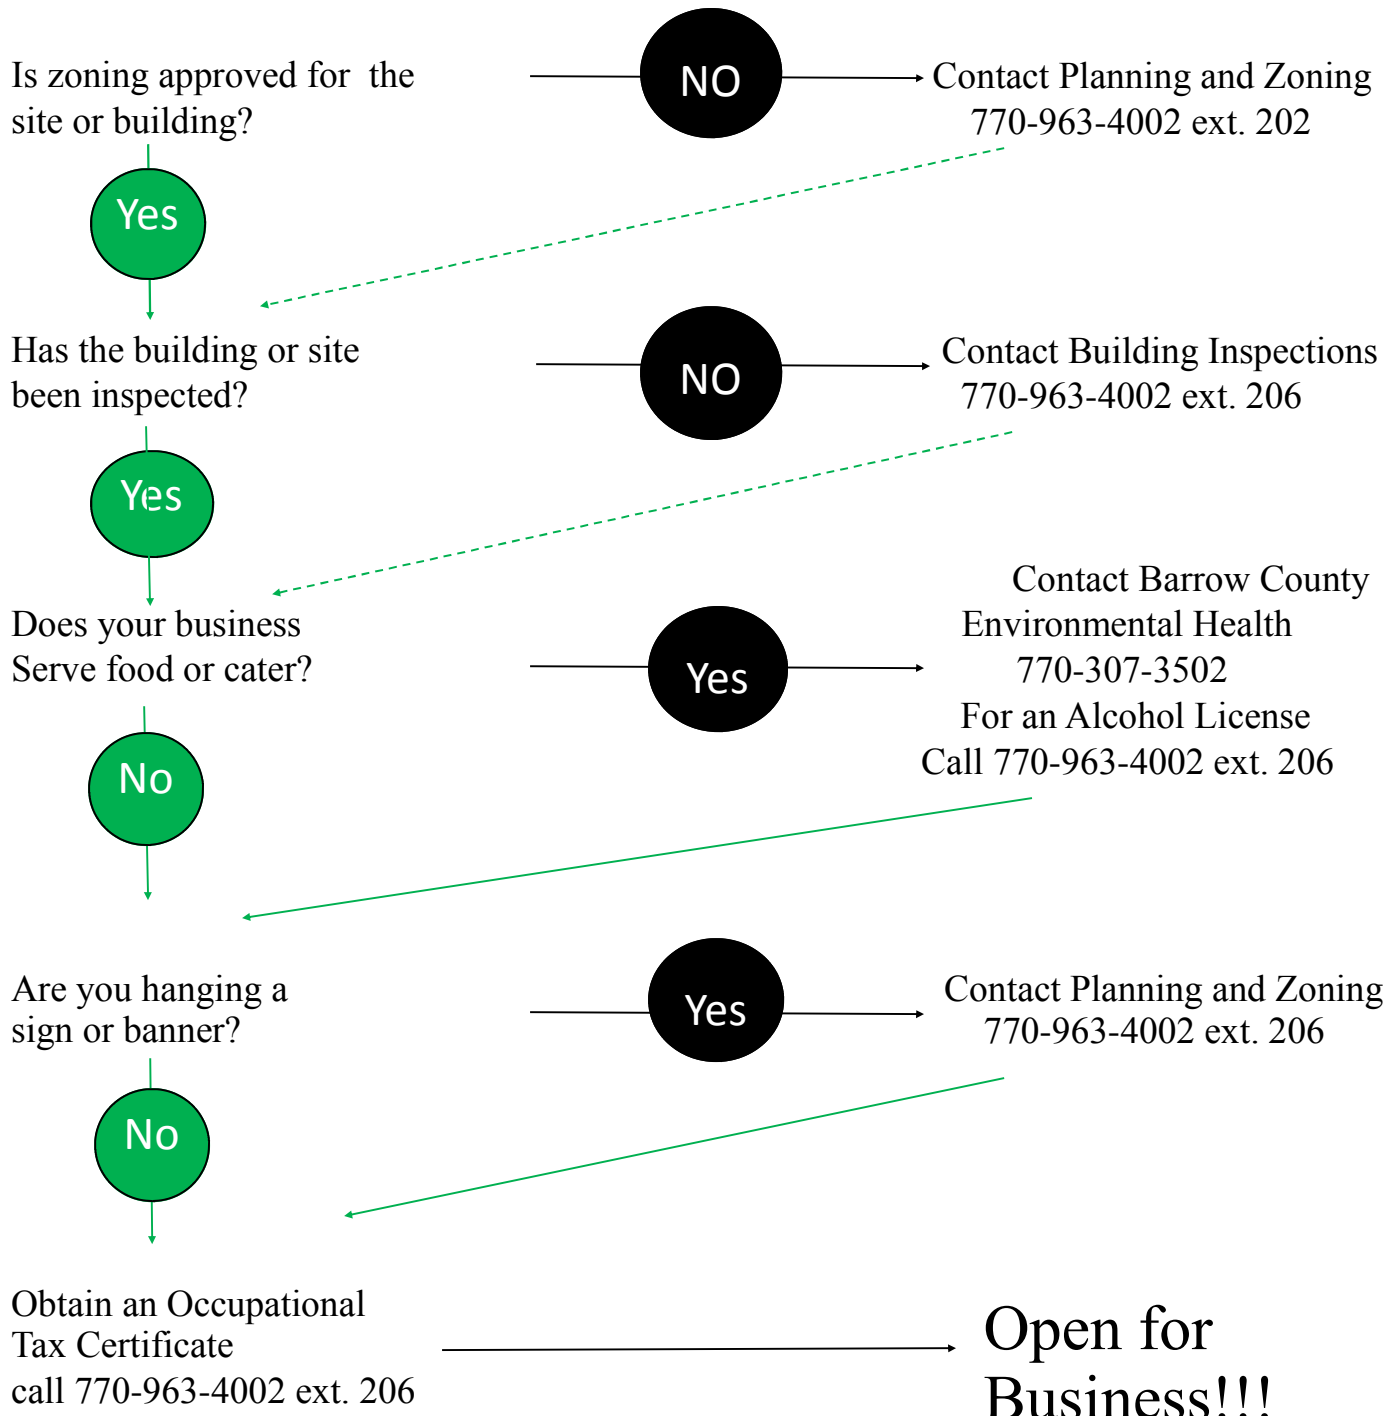 Is zoning approved for  the
site or building?
NO
Contact Planning and Zoning
770-963-4002 ext. 202
Yes
Has the building or site
been inspected?
NO
Contact Building Inspections
770-963-4002 ext. 206
Yes
Does your business
Serve food or cater?
Yes
Contact Barrow County
Environmental Health
770-307-3502
For an Alcohol License
Call 770-963-4002 ext. 206
No
Are you hanging a
sign or banner?
Yes
Contact Planning and Zoning
770-963-4002 ext. 206
No
Obtain an Occupational
Tax Certificate
call 770-963-4002 ext. 206
Open for
Business!!!